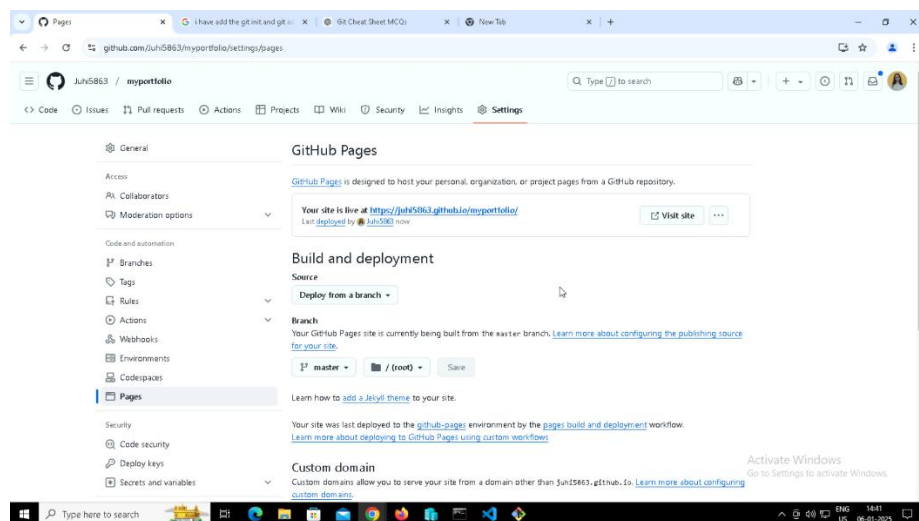 Pages
i have add the git init and git ad
Git Cheat Sheet MCQs
New Tab
github.com/Juhi5863/myportfolio/settings/pages
Juhi5863 / myportfolio
Type / to search
Code
Issues
Pull requests
Actions
Projects
Wiki
Security
Insights
Settings
General
Access
Collaborators
Moderation options
Code and automation
Branches
Tags
Rules
Actions
Webhooks
Environments
Codespaces
Pages
Security
Code security
Deploy keys
Secrets and variables
GitHub Pages
GitHub Pages is designed to host your personal, organization, or project pages from a GitHub repository.
Your site is live at https://juhi5863.github.io/myportfolio/
Last deployed by Juhi5863 now
Visit site
Build and deployment
Source
Deploy from a branch
Branch
Your GitHub Pages site is currently being built from the master branch. Learn more about configuring the publishing source
for your site.
master
/ (root)
Save
Learn how to add a Jekyll theme to your site.
Your site was last deployed to the github-pages environment by the pages build and deployment workflow.
Learn more about deploying to GitHub Pages using custom workflows
Custom domain
Custom domains allow you to serve your site from a domain other than juhi5863.github.io. Learn more about configuring
custom domains.
Activate Windows
Go to Settings to activate Windows.
Type here to search
ENG
US
14:41
06-01-2025